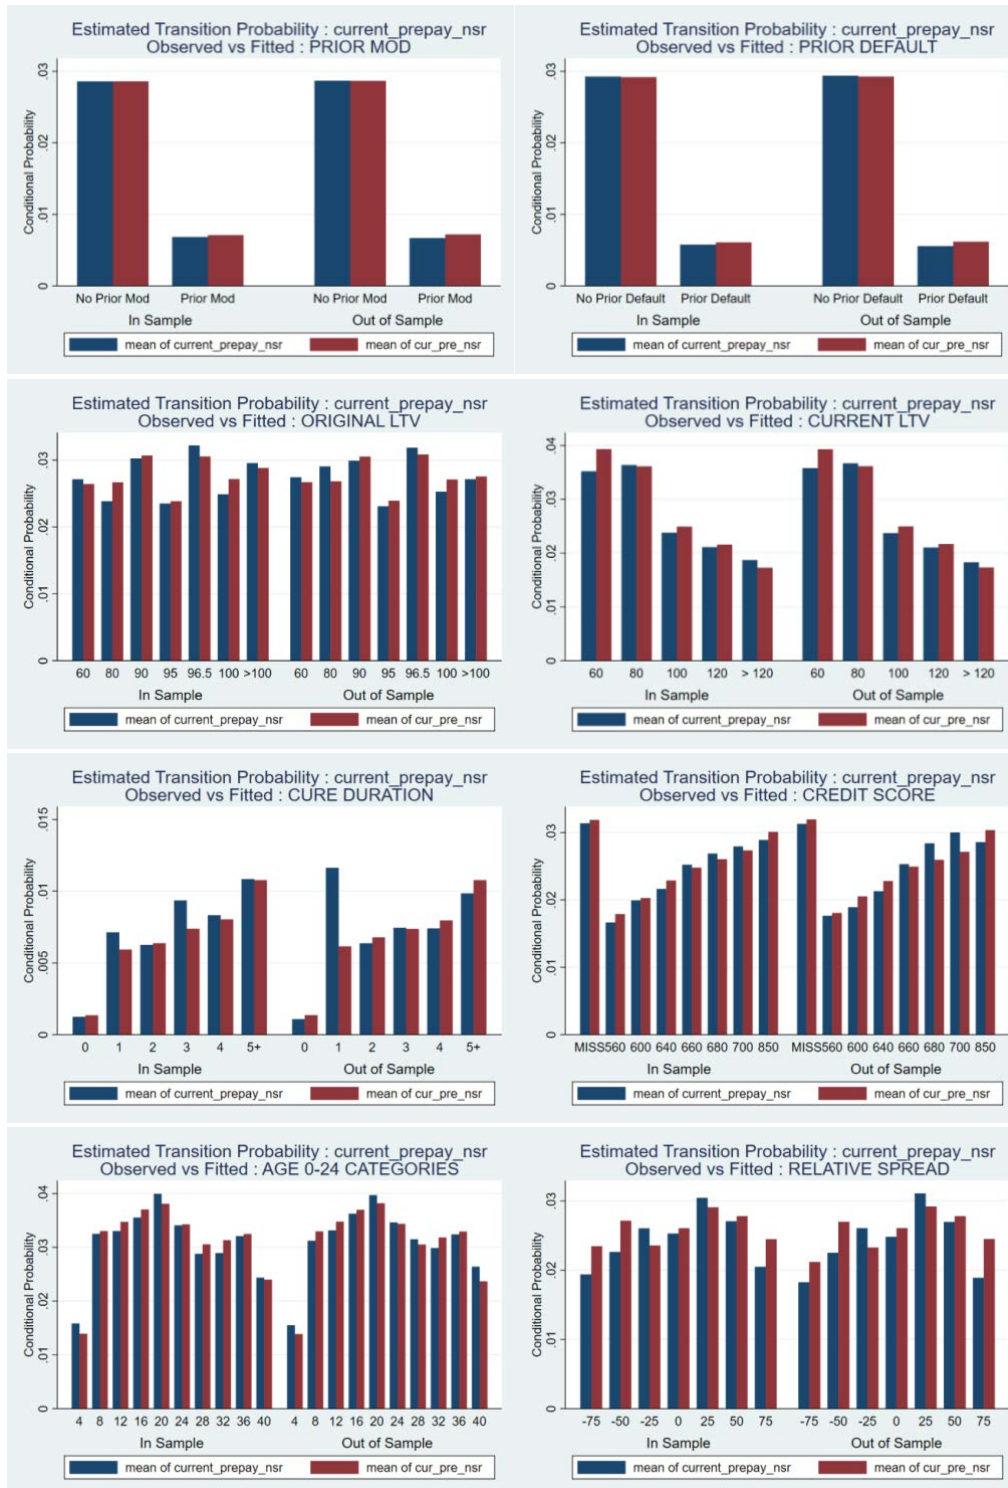 Estimated Transition Probability : current_prepay_nsr
Observed vs Fitted : PRIOR MOD
Conditional Probability
.03
.02
.01
0
No Prior Mod Prior Mod No Prior Mod Prior Mod
In Sample Out of Sample
mean of current_prepay_nsr mean of cur_pre_nsr
Estimated Transition Probability : current_prepay_nsr
Observed vs Fitted : PRIOR DEFAULT
Conditional Probability
.03
.02
.01
0
No Prior Default Prior Default No Prior Default Prior Default
In Sample Out of Sample
mean of current_prepay_nsr mean of cur_pre_nsr
Estimated Transition Probability : current_prepay_nsr
Observed vs Fitted : ORIGINAL LTV
Conditional Probability
.03
.02
.01
0
60 80 90 95 96.5 100 >100 60 80 90 95 96.5 100 >100
In Sample Out of Sample
mean of current_prepay_nsr mean of cur_pre_nsr
Estimated Transition Probability : current_prepay_nsr
Observed vs Fitted : CURRENT LTV
Conditional Probability
.04
.03
.02
.01
0
60 80 100 120 > 120 60 80 100 120 > 120
In Sample Out of Sample
mean of current_prepay_nsr mean of cur_pre_nsr
Estimated Transition Probability : current_prepay_nsr
Observed vs Fitted : CURE DURATION
Conditional Probability
.015
.01
.005
0
0 1 2 3 4 5+ 0 1 2 3 4 5+
In Sample Out of Sample
mean of current_prepay_nsr mean of cur_pre_nsr
Estimated Transition Probability : current_prepay_nsr
Observed vs Fitted : CREDIT SCORE
Conditional Probability
.03
.02
.01
0
MISS 560 600 640 660 680 700 850 MISS 560 600 640 660 680 700 850
In Sample Out of Sample
mean of current_prepay_nsr mean of cur_pre_nsr
Estimated Transition Probability : current_prepay_nsr
Observed vs Fitted : AGE 0-24 CATEGORIES
Conditional Probability
.04
.03
.02
.01
0
4 8 12 16 20 24 28 32 36 40 4 8 12 16 20 24 28 32 36 40
In Sample Out of Sample
mean of current_prepay_nsr mean of cur_pre_nsr
Estimated Transition Probability : current_prepay_nsr
Observed vs Fitted : RELATIVE SPREAD
Conditional Probability
.03
.02
.01
0
-75 -50 -25 0 25 50 75 -75 -50 -25 0 25 50 75
In Sample Out of Sample
mean of current_prepay_nsr mean of cur_pre_nsr